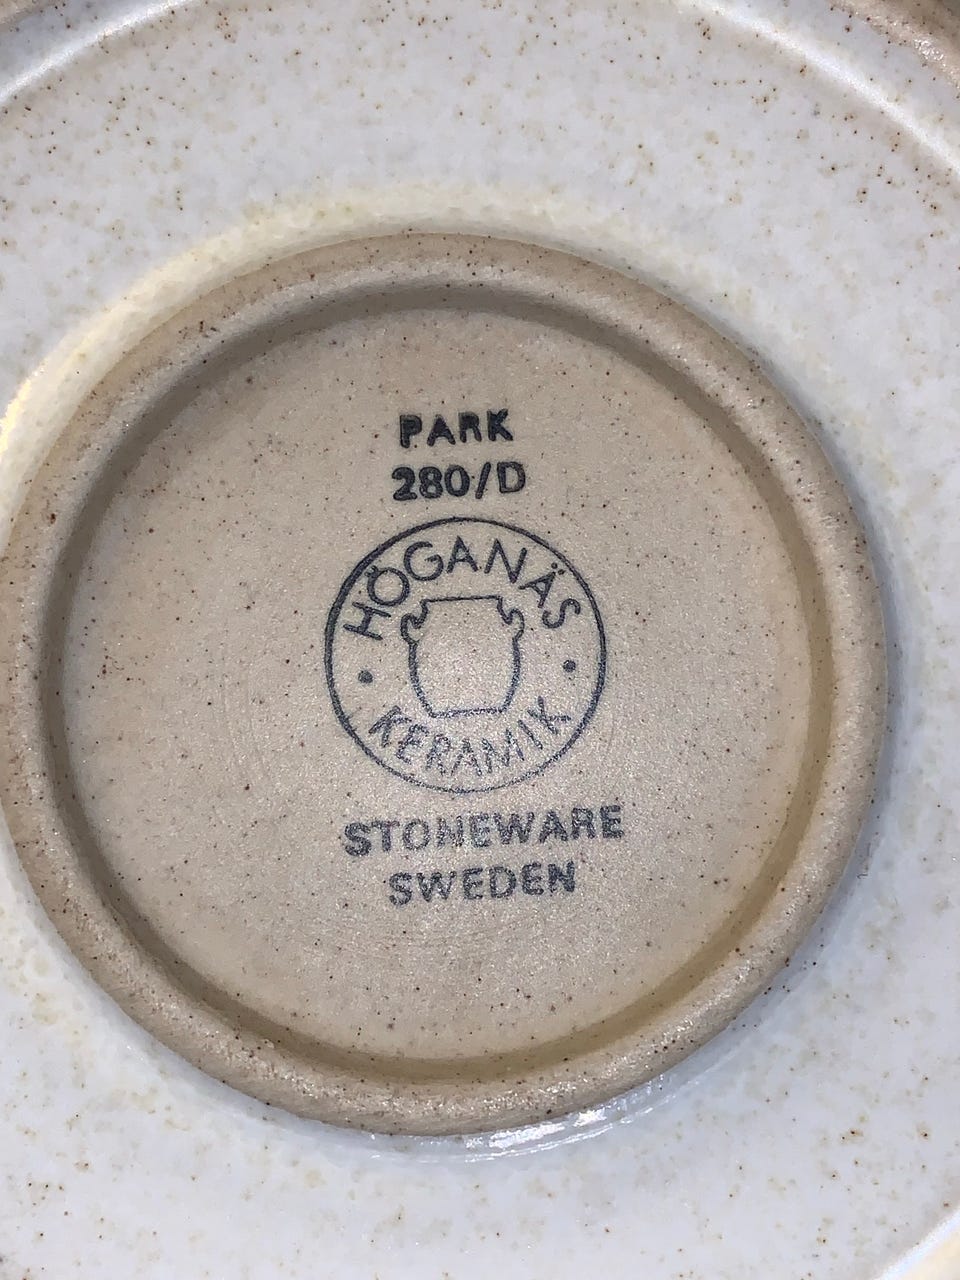 PARK
280/D
HÖGANÄS
KERAMIK
STONEWARE
SWEDEN